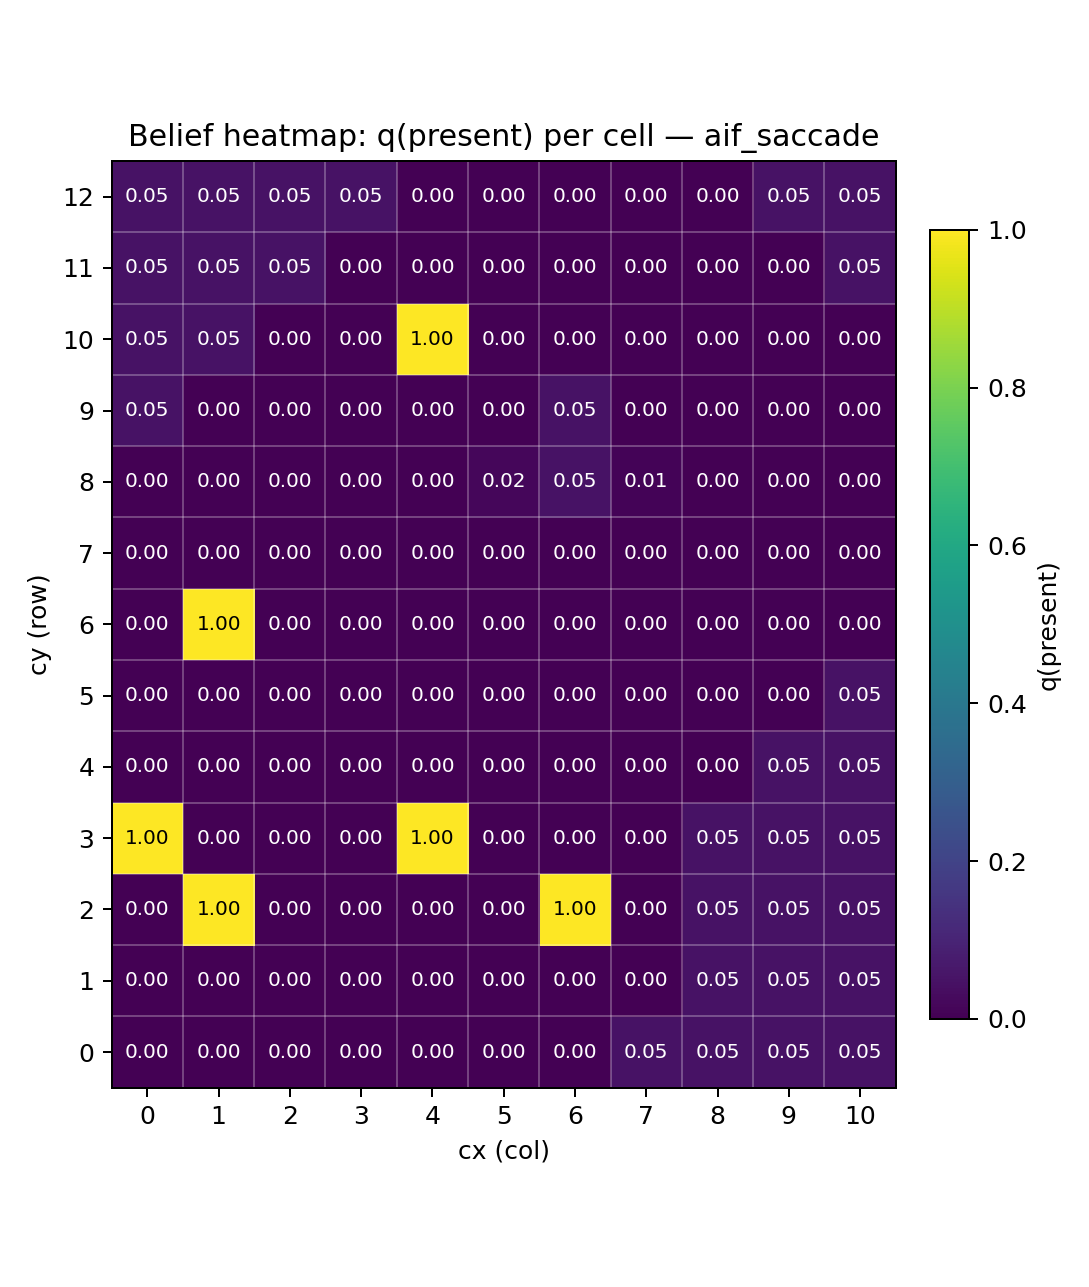 Belief heatmap: q(present) per cell — aif_saccade
12 0.05 0.05 0.05 0.05 0.00 0.00 0.00 0.00 0.00 0.05 0.05
11 0.05 0.05 0.05 0.00 0.00 0.00 0.00 0.00 0.00 0.00 0.05
10 0.05 0.05 0.00 0.00 1.00 0.00 0.00 0.00 0.00 0.00 0.00
9 0.05 0.00 0.00 0.00 0.00 0.00 0.05 0.00 0.00 0.00 0.00
8 0.00 0.00 0.00 0.00 0.00 0.02 0.05 0.01 0.00 0.00 0.00
7 0.00 0.00 0.00 0.00 0.00 0.00 0.00 0.00 0.00 0.00 0.00
6 0.00 1.00 0.00 0.00 0.00 0.00 0.00 0.00 0.00 0.00 0.00
5 0.00 0.00 0.00 0.00 0.00 0.00 0.00 0.00 0.00 0.00 0.05
4 0.00 0.00 0.00 0.00 0.00 0.00 0.00 0.00 0.00 0.05 0.05
3 1.00 0.00 0.00 0.00 1.00 0.00 0.00 0.00 0.05 0.05 0.05
2 0.00 1.00 0.00 0.00 0.00 0.00 1.00 0.00 0.05 0.05 0.05
1 0.00 0.00 0.00 0.00 0.00 0.00 0.00 0.00 0.05 0.05 0.05
0 0.00 0.00 0.00 0.00 0.00 0.00 0.00 0.05 0.05 0.05 0.05
0 1 2 3 4 5 6 7 8 9 10
cx (col)
cy (row)
1.0
0.8
0.6
0.4
0.2
0.0
q(present)